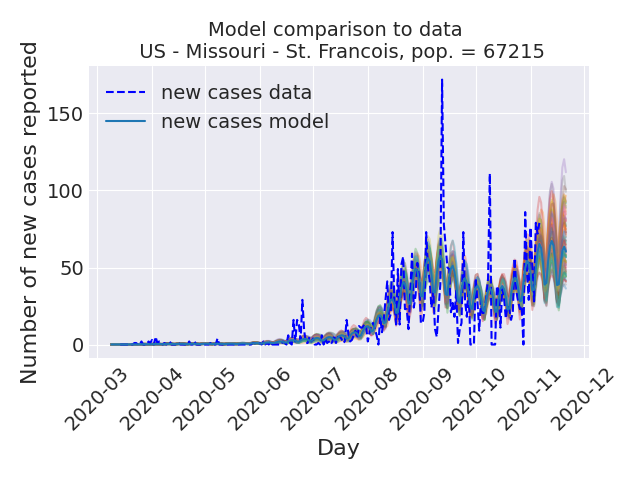 Model comparison to data
US - Missouri - St. Francois, pop. = 67215
Number of new cases reported
new cases data
new cases model
150
100
50
0
2020-03
2020-04
2020-05
2020-06
2020-07
2020-08
2020-09
2020-10
2020-11
2020-12
Day